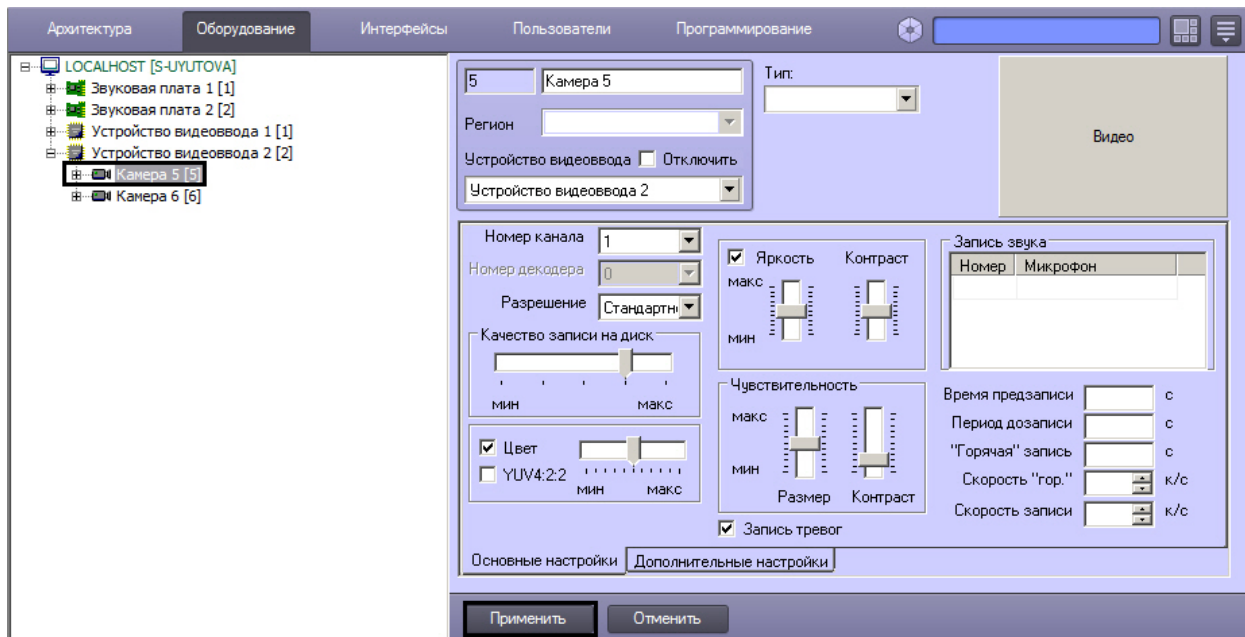 Архитектура Оборудование Интерфейсы Пользователи Программирование
LOCALHOST [S-UYUTOVA]
Звуковая плата 1 [1]
Звуковая плата 2 [2]
Устройство видеоввода 1 [1]
Устройство видеоввода 2 [2]
Камера 5 [5]
Камера 6 [6]
5 Камера 5
Регион
Устройство видеоввода Отключить
Устройство видеоввода 2
Тип:
Видео
Номер канала 1
Номер декодера 0
Разрешение Стандартн
Качество записи на диск
мин макс
Цвет
YUV4:2:2
мин макс
Яркость Контраст
макс
мин
Чувствительность
макс
мин
Размер Контраст
Запись тревог
Запись звука
Номер Микрофон
Время предзаписи с
Период дозаписи с
"Горячая" запись с
Скорость "гор." к/с
Скорость записи к/с
Основные настройки Дополнительные настройки
Применить Отменить